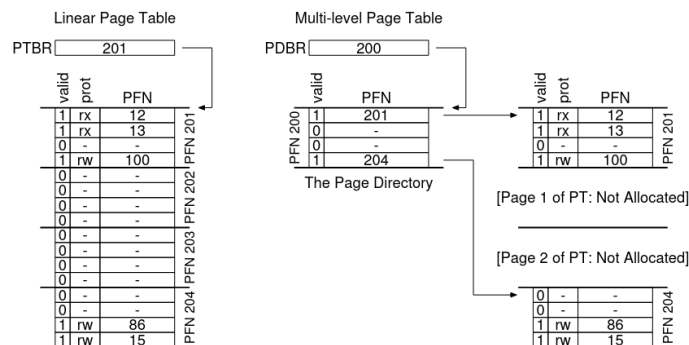 Linear Page Table
PTBR 201
valid prot PFN
1 rx 12
1 rx 13
0 - -
1 rw 100
PFN 201
0 - -
0 - -
0 - -
0 - -
PFN 202
0 - -
0 - -
0 - -
0 - -
PFN 203
0 - -
0 - -
1 rw 86
1 rw 15
PFN 204
Multi-level Page Table
PDBR 200
valid PFN
1 201
0 -
0 -
1 204
PFN 200
The Page Directory
valid prot PFN
1 rx 12
1 rx 13
0 - -
1 rw 100
PFN 201
[Page 1 of PT: Not Allocated]
[Page 2 of PT: Not Allocated]
0 - -
0 - -
1 rw 86
1 rw 15
PFN 204